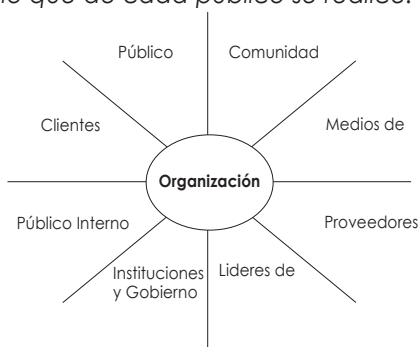 lo que de cada público se realice.
Público
Comunidad
Clientes
Medios de
Organización
Público Interno
Proveedores
Instituciones
y Gobierno
Lideres de